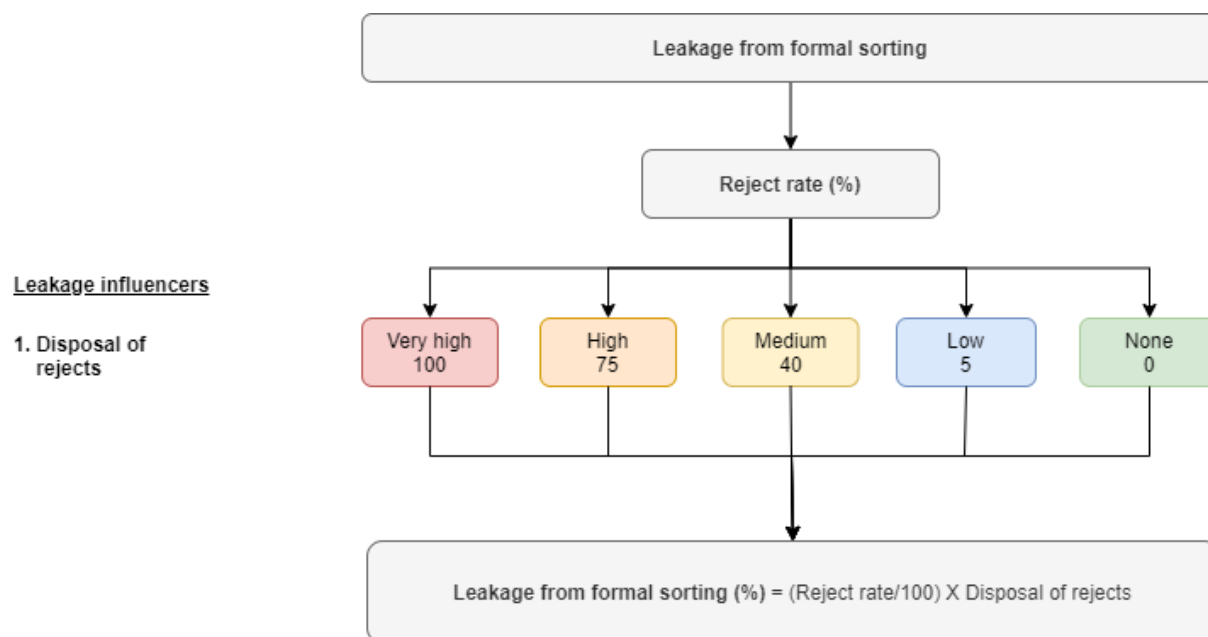 Leakage from formal sorting
Reject rate (%)
Leakage influencers
1. Disposal of
rejects
Very high
100
High
75
Medium
40
Low
5
None
0
Leakage from formal sorting (%) = (Reject rate/100) X Disposal of rejects